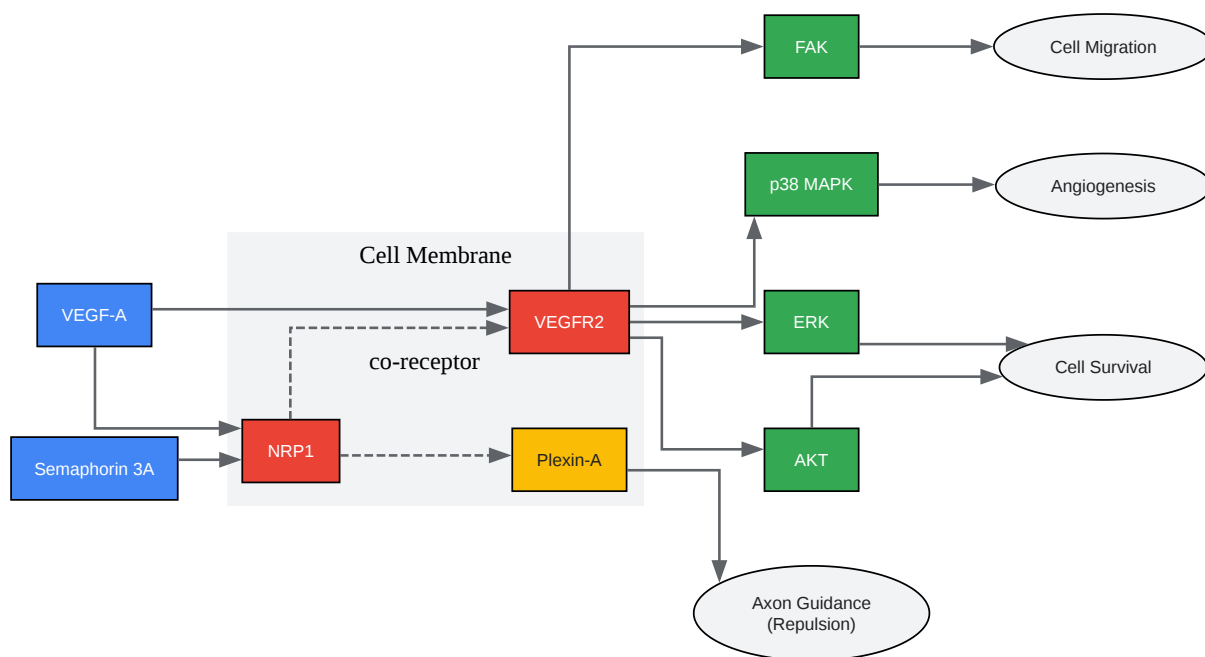 FAK
Cell Migration
p38 MAPK
Angiogenesis
Cell Membrane
VEGF-A
VEGFR2
ERK
co-receptor
Cell Survival
NRP1
Semaphorin 3A
Plexin-A
AKT
Axon Guidance
(Repulsion)